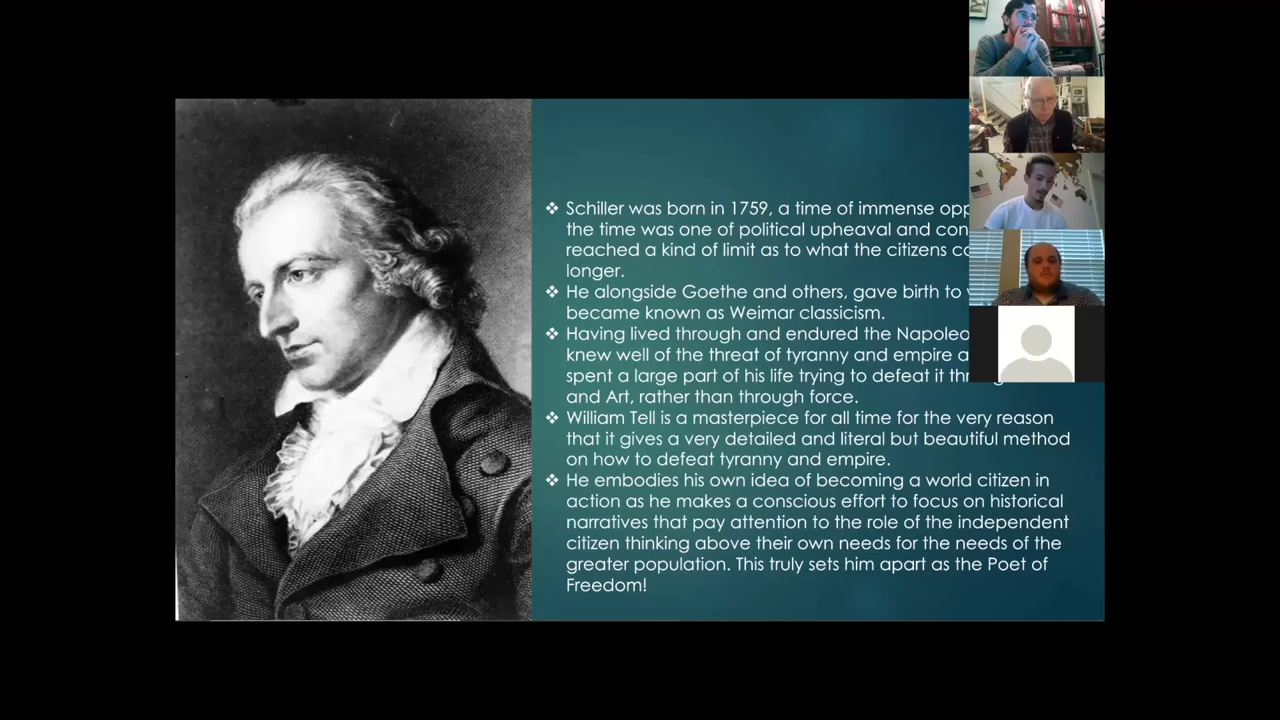 ❖ Schiller was born in 1759, a time of immense opp
the time was one of political upheaval and con
reached a kind of limit as to what the citizens co
longer.
❖ He alongside Goethe and others, gave birth to
became known as Weimar classicism.
❖ Having lived through and endured the Napoleo
knew well of the threat of tyranny and empire a
spent a large part of his life trying to defeat it
and Art, rather than through force.
❖ William Tell is a masterpiece for all time for the very reason
that it gives a very detailed and literal but beautiful method
on how to defeat tyranny and empire.
❖ He embodies his own idea of becoming a world citizen in
action as he makes a conscious effort to focus on historical
narratives that pay attention to the role of the independent
citizen thinking above their own needs for the needs of the
greater population. This truly sets him apart as the Poet of
Freedom!